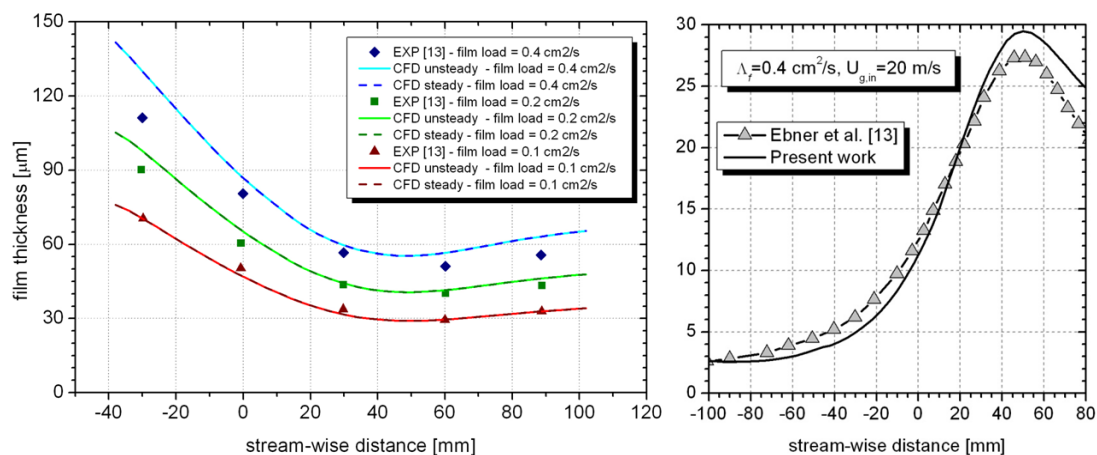 150
120
90
60
30
0
film thickness [μm]
-40
-20
0
20
40
60
80
100
120
stream-wise distance [mm]
EXP [13] - film load = 0.4 cm2/s
CFD unsteady - film load = 0.4 cm2/s
CFD steady - film load = 0.4 cm2/s
EXP [13] - film load = 0.2 cm2/s
CFD unsteady - film load = 0.2 cm2/s
CFD steady - film load = 0.2 cm2/s
EXP [13] - film load = 0.1 cm2/s
CFD unsteady - film load = 0.1 cm2/s
CFD steady - film load = 0.1 cm2/s
30
25
20
15
10
5
0
-100
-80
-60
-40
-20
0
20
40
60
80
stream-wise distance [mm]
Λf=0.4 cm²/s, Ug,in=20 m/s
Ebner et al. [13]
Present work